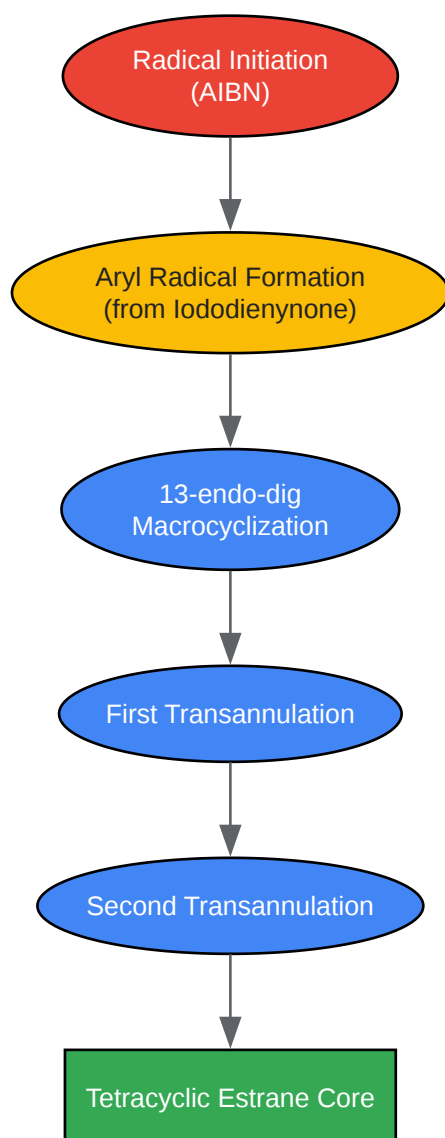 Radical Initiation
(AIBN)
Aryl Radical Formation
(from Iododienynone)
13-endo-dig
Macrocyclization
First Transannulation
Second Transannulation
Tetracyclic Estrane Core